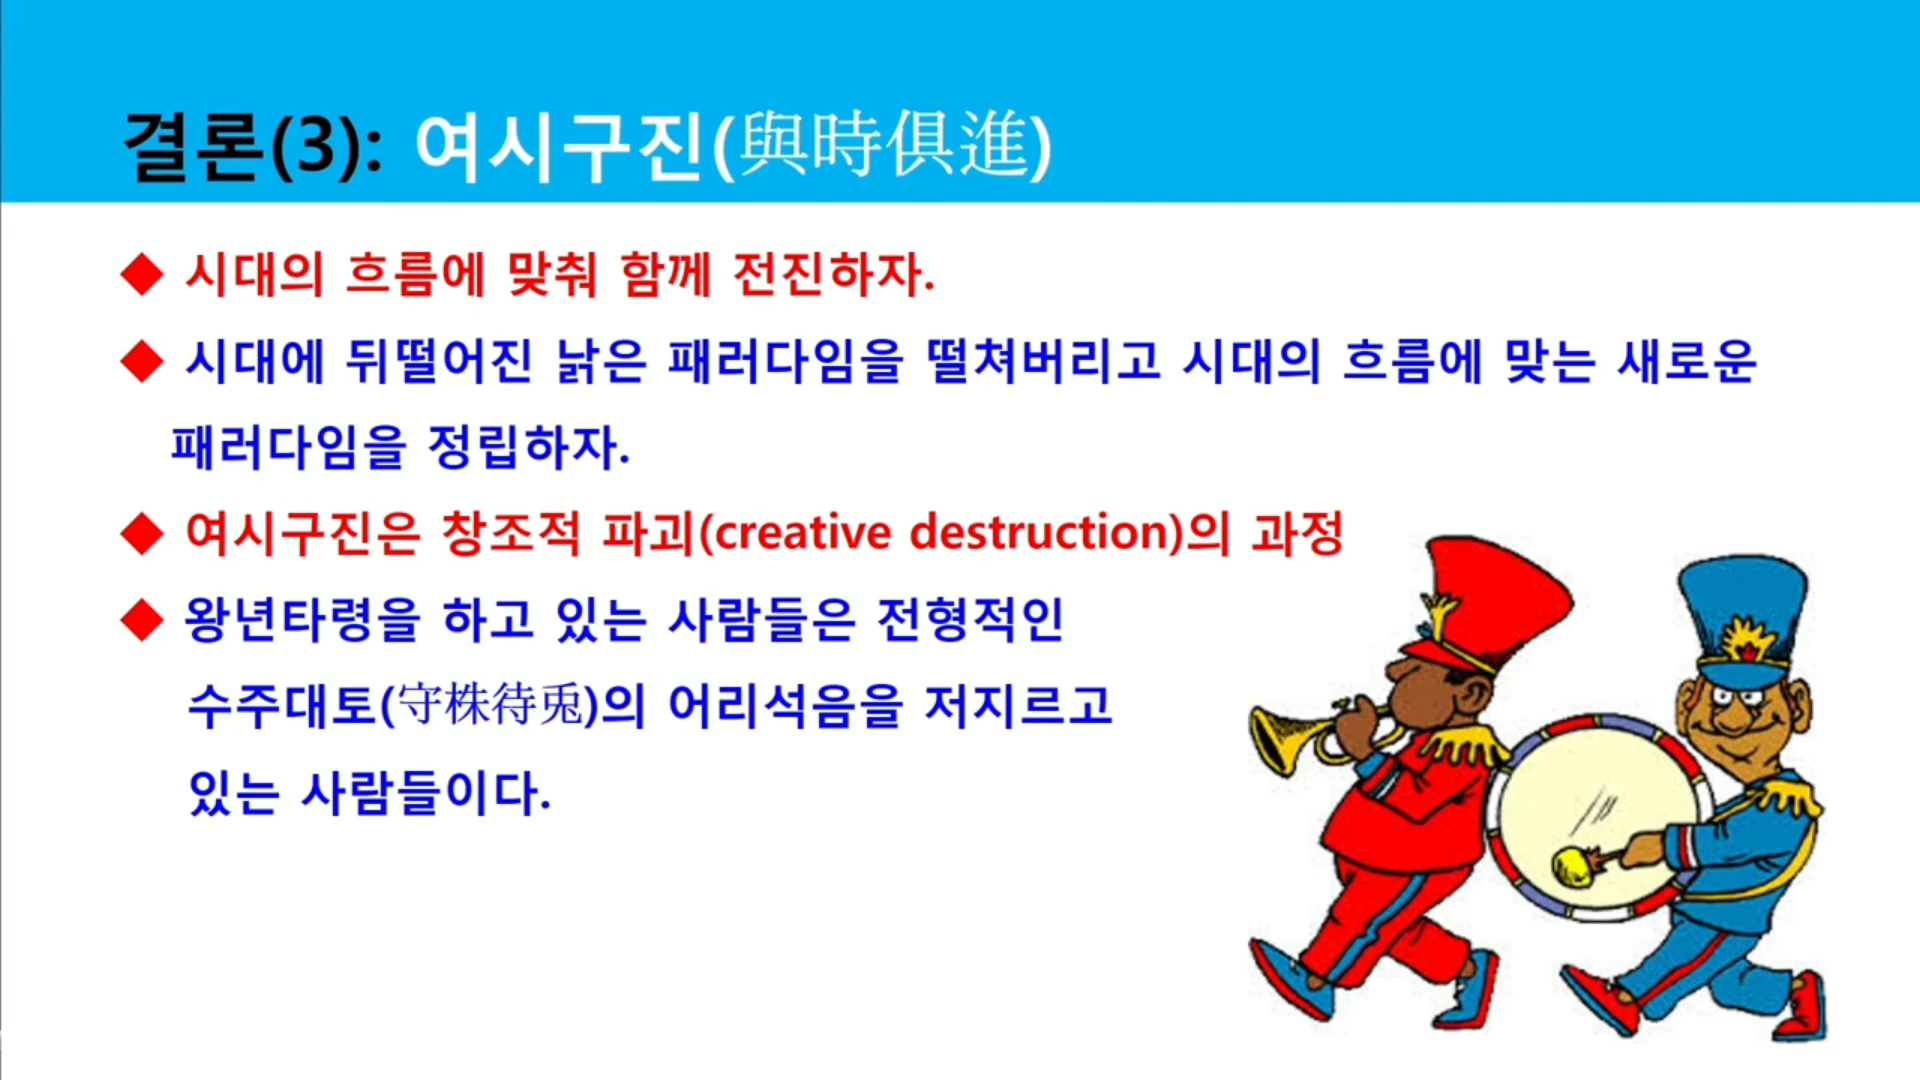 결론(3): 여시구진(與時俱進)
◆ 시대의 흐름에 맞춰 함께 전진하자.
◆ 시대에 뒤떨어진 낡은 패러다임을 떨쳐버리고 시대의 흐름에 맞는 새로운
패러다임을 정립하자.
◆ 여시구진은 창조적 파괴(creative destruction)의 과정
◆ 왕년타령을 하고 있는 사람들은 전형적인
수주대토(守株待兎)의 어리석음을 저지르고
있는 사람들이다.